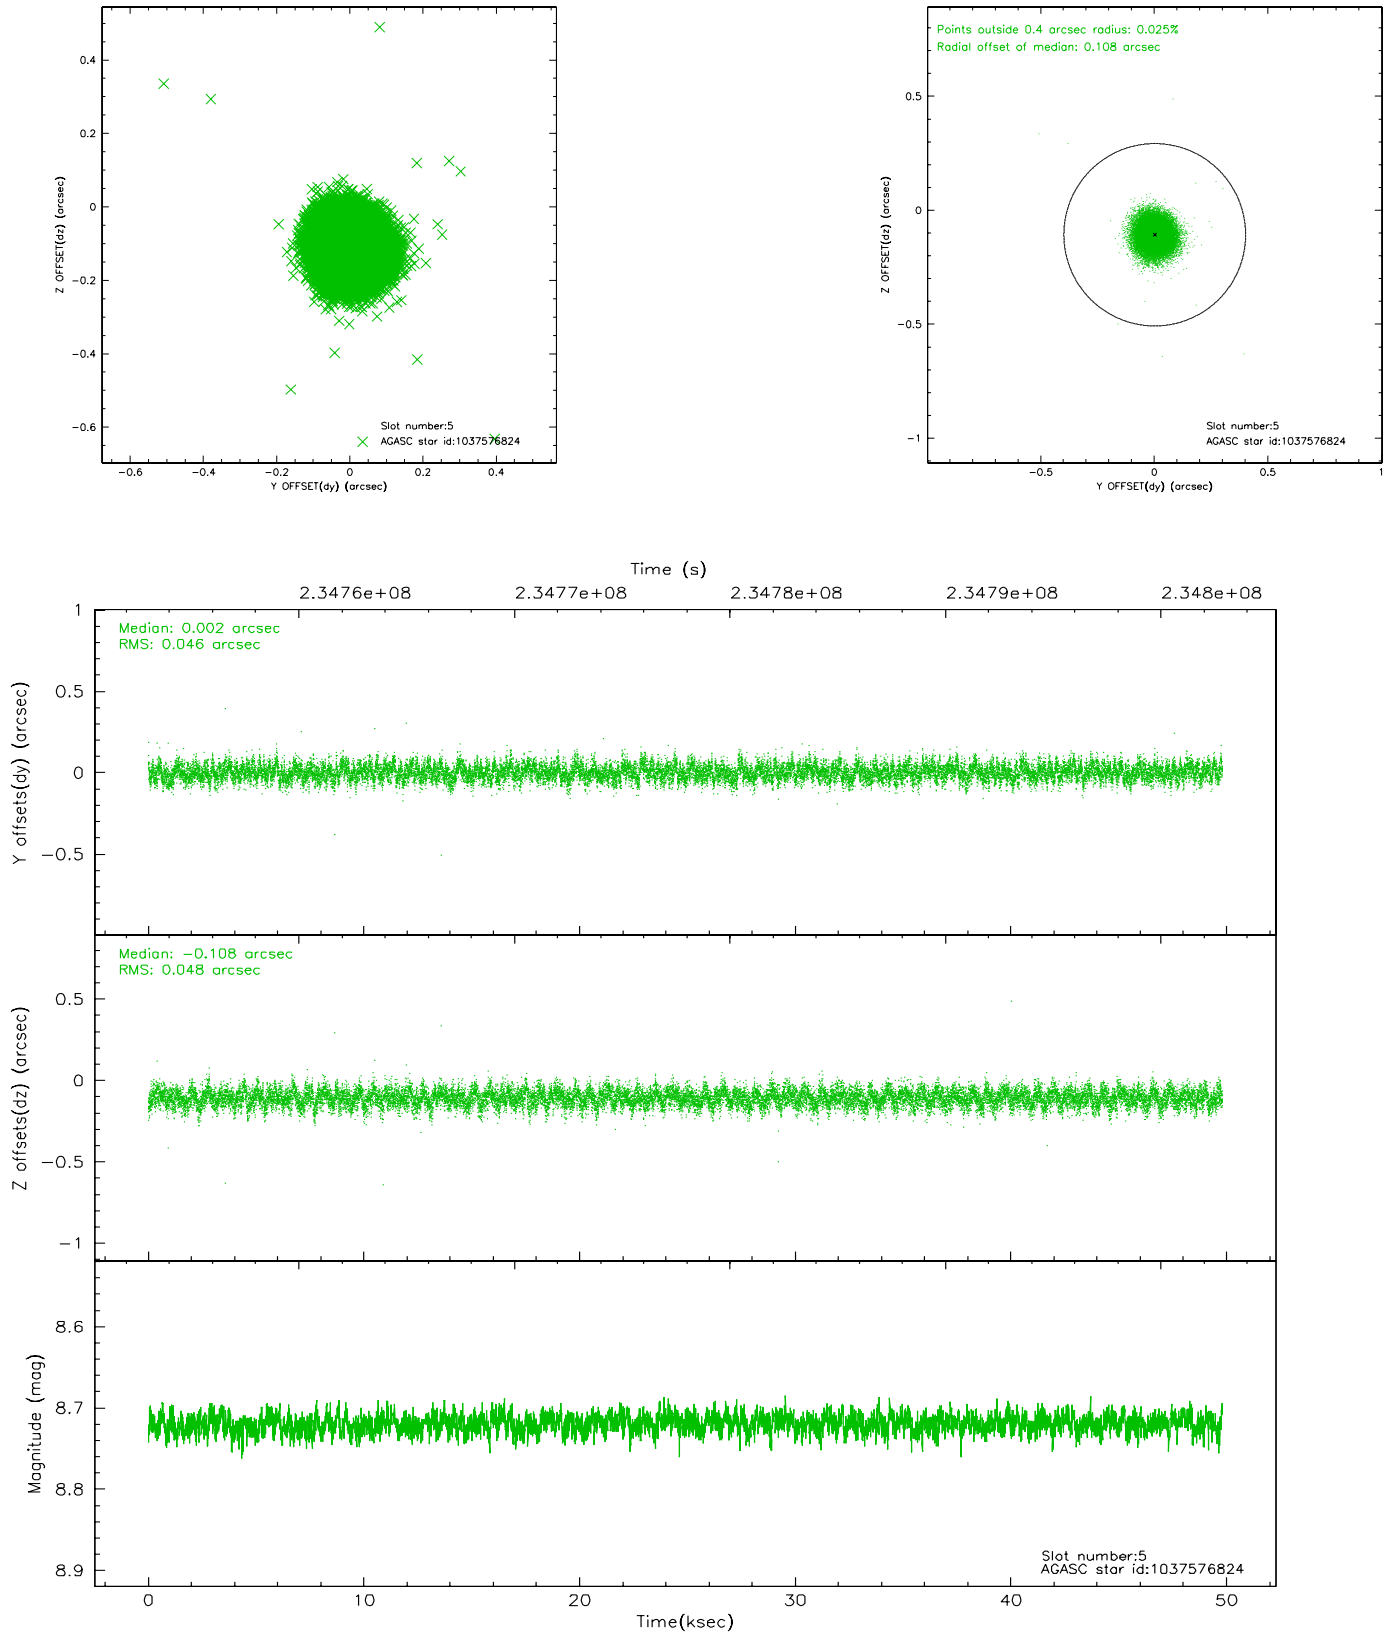 0.4
0.2
0
−0.2
−0.4
−0.6
Z OFFSET(dz) (arcsec)
Slot number:5
AGASC star id:1037576824
−0.6 −0.4 −0.2 0 0.2 0.4
Y OFFSET(dy) (arcsec)
Points outside 0.4 arcsec radius: 0.025%
Radial offset of median: 0.108 arcsec
0.5
0
−0.5
−1
Z OFFSET(dz) (arcsec)
Slot number:5
AGASC star id:1037576824
−0.5 0 0.5 1
Y OFFSET(dy) (arcsec)
Time (s)
2.3476e+08 2.3477e+08 2.3478e+08 2.3479e+08 2.348e+08
Median: 0.002 arcsec
RMS: 0.046 arcsec
1
0.5
0
−0.5
Y offsets(dy) (arcsec)
Median: −0.108 arcsec
RMS: 0.048 arcsec
0.5
0
−0.5
−1
Z offsets(dz) (arcsec)
8.6
8.7
8.8
8.9
Magnitude (mag)
Slot number:5
AGASC star id:1037576824
0 10 20 30 40 50
Time(ksec)